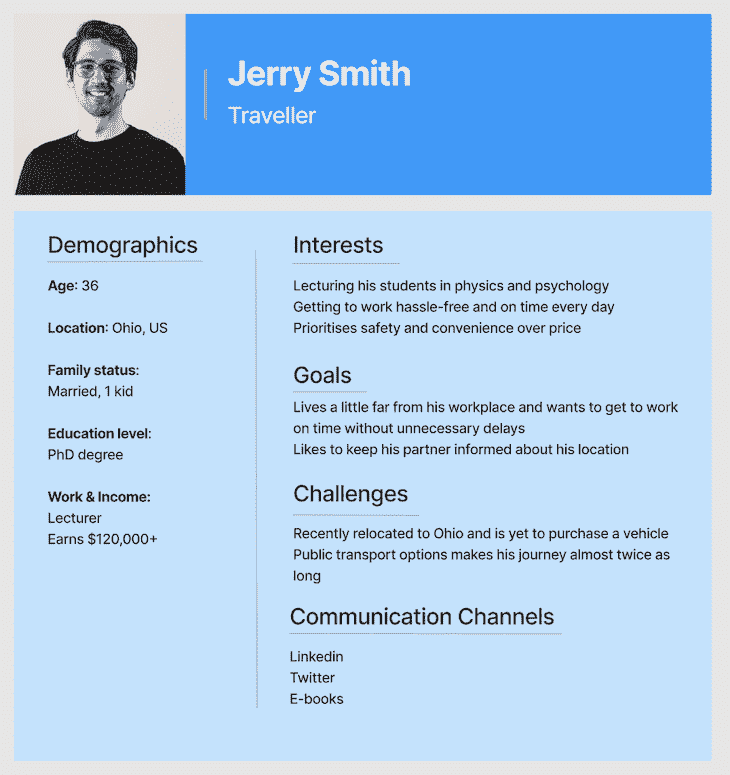 Jerry Smith
Traveller
Demographics
Age: 36
Location: Ohio, US
Family status:
Married, 1 kid
Education level:
PhD degree
Work & Income:
Lecturer
Earns $120,000+
Interests
Lecturing his students in physics and psychology
Getting to work hassle-free and on time every day
Prioritises safety and convenience over price
Goals
Lives a little far from his workplace and wants to get to work
on time without unnecessary delays
Likes to keep his partner informed about his location
Challenges
Recently relocated to Ohio and is yet to purchase a vehicle
Public transport options makes his journey almost twice as
long
Communication Channels
Linkedin
Twitter
E-books